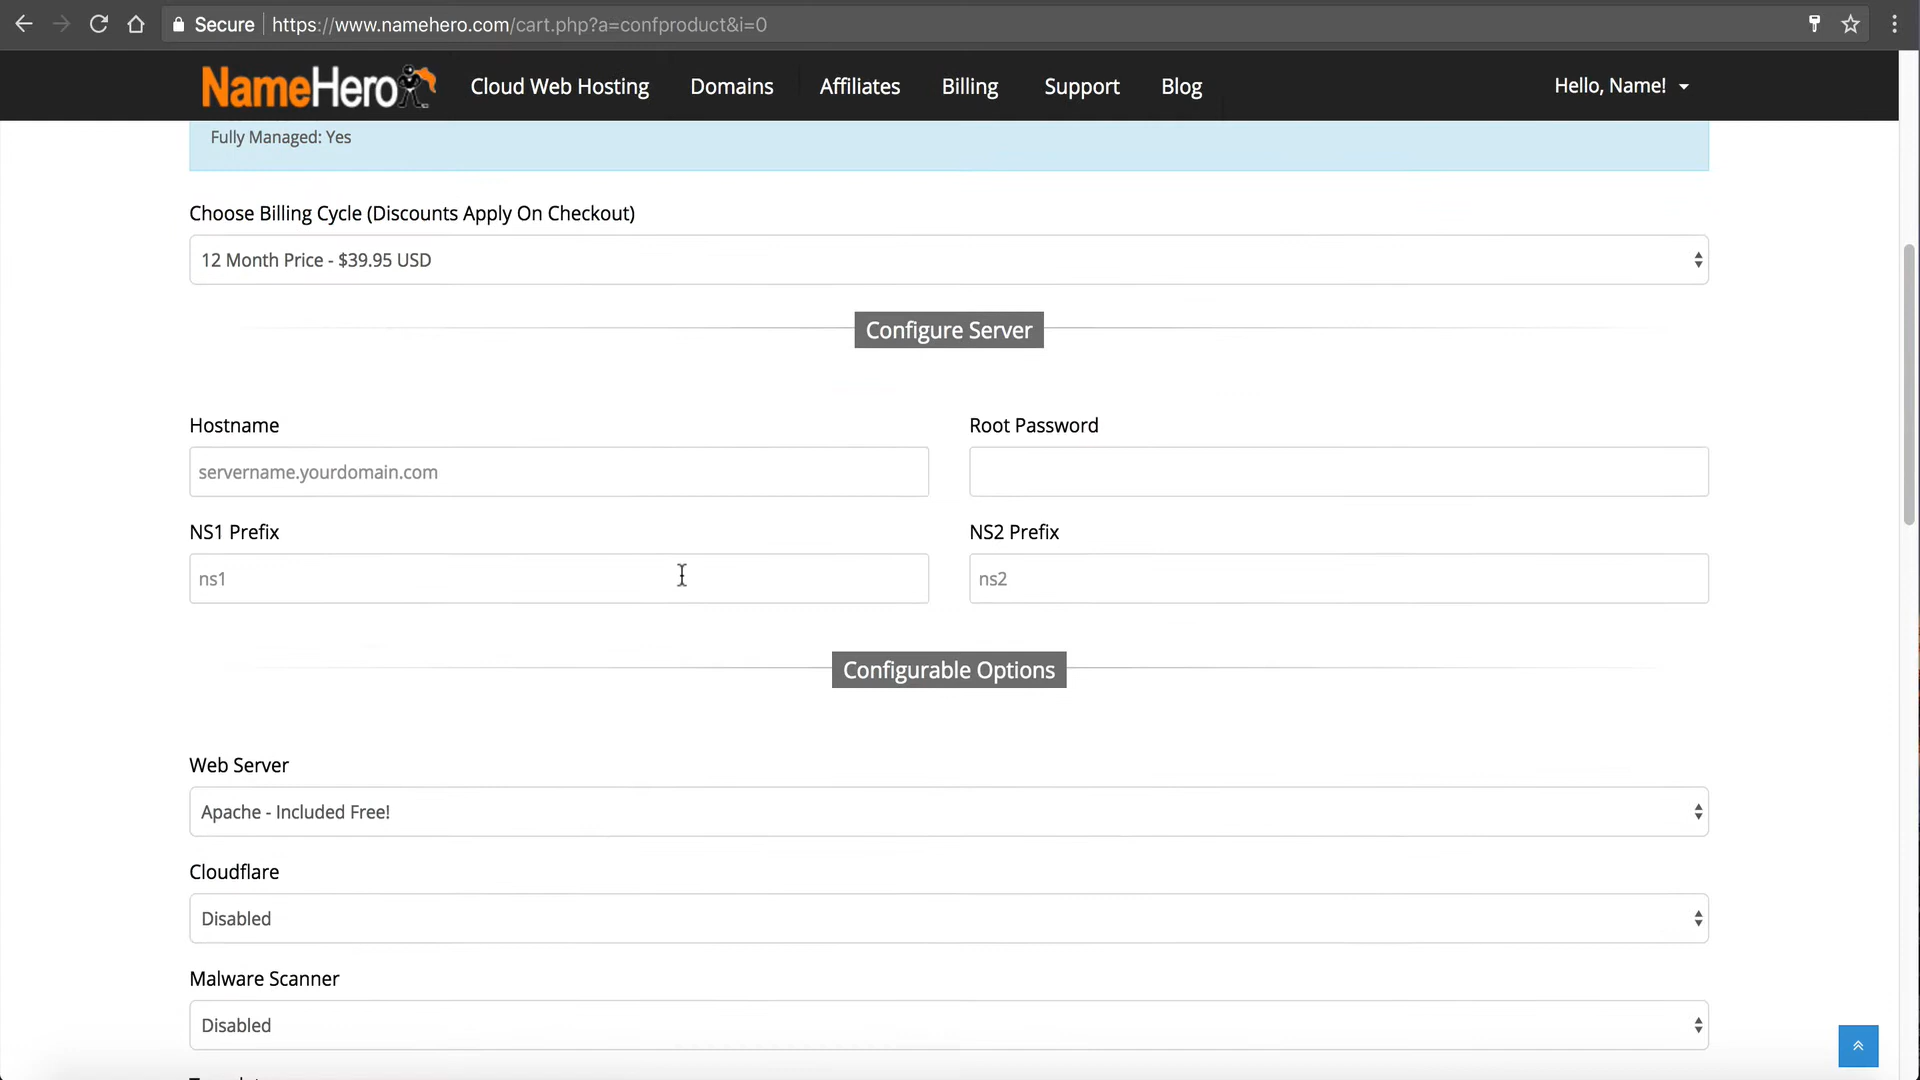 Secure https://www.namehero.com/cart.php?a=confproduct&i=0
NameHero Cloud Web Hosting Domains Affiliates Billing Support Blog Hello, Name!
Fully Managed: Yes
Choose Billing Cycle (Discounts Apply On Checkout)
12 Month Price - $39.95 USD
Configure Server
Hostname Root Password
servername.yourdomain.com
NS1 Prefix NS2 Prefix
ns1 ns2
Configurable Options
Web Server
Apache - Included Free!
Cloudflare
Disabled
Malware Scanner
Disabled